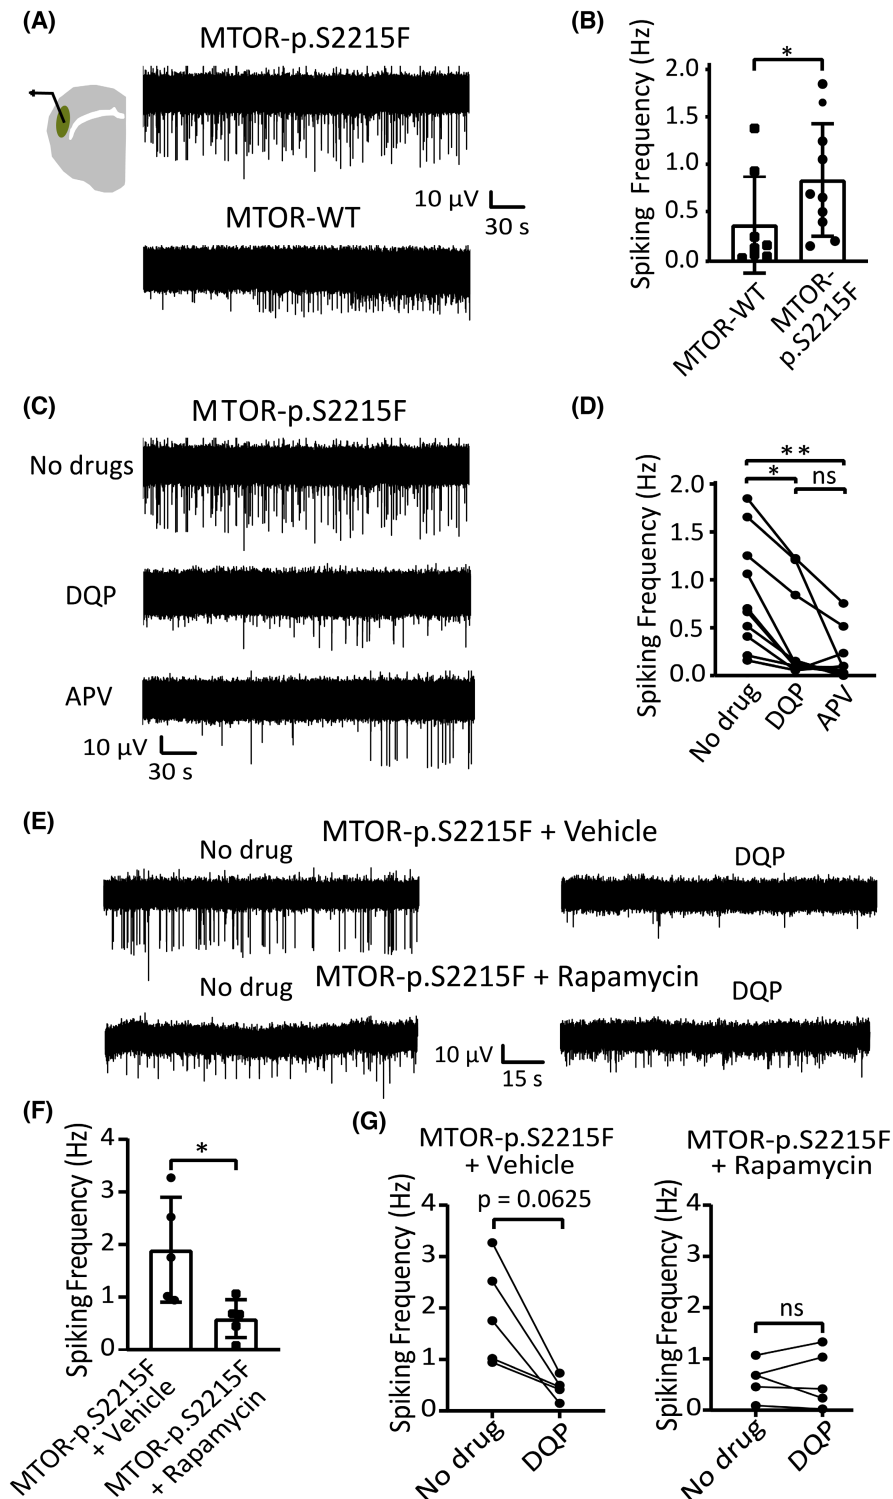 (A)
MTOR-p.S2215F
10 µV
30 s
MTOR-WT
(B)
*
Spiking Frequency (Hz)
2.0
1.5
1.0
0.5
0.0
MTOR-WT
MTOR-
p.S2215F
(C)
MTOR-p.S2215F
No drugs
DQP
APV
10 µV
30 s
(D)
**
*
ns
Spiking Frequency (Hz)
2.0
1.5
1.0
0.5
0.0
No drug
DQP
APV
(E)
MTOR-p.S2215F + Vehicle
No drug
DQP
MTOR-p.S2215F + Rapamycin
No drug
DQP
10 µV
15 s
(F)
*
Spiking Frequency (Hz)
4
3
2
1
0
MTOR-p.S2215F
+ Vehicle
MTOR-p.S2215F
+ Rapamycin
(G)
MTOR-p.S2215F
+ Vehicle
p = 0.0625
Spiking Frequency (Hz)
4
3
2
1
0
No drug
DQP
MTOR-p.S2215F
+ Rapamycin
ns
Spiking Frequency (Hz)
4
3
2
1
0
No drug
DQP